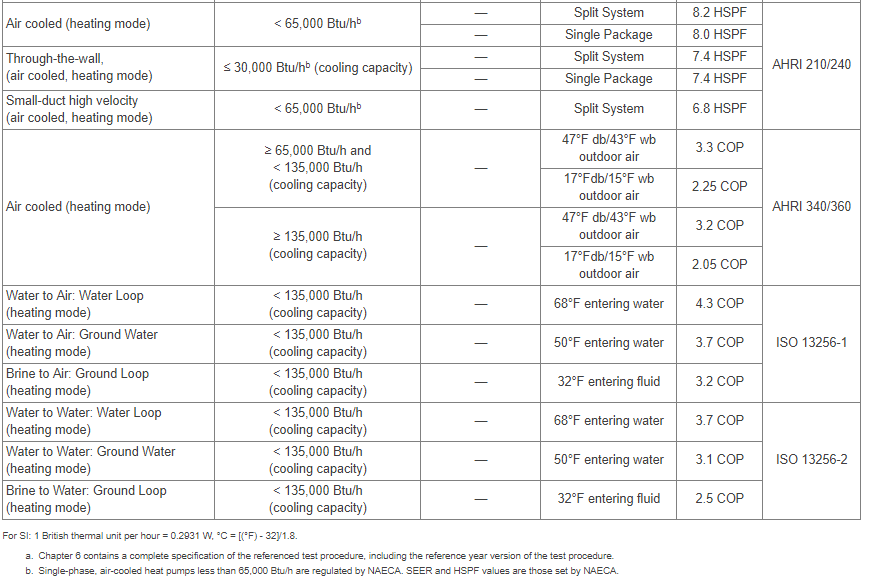 Air cooled (heating mode) < 65,000 Btu/hᵇ — Split System 8.2 HSPF AHRI 210/240
— Single Package 8.0 HSPF
Through-the-wall,
(air cooled, heating mode) ≤ 30,000 Btu/hᵇ (cooling capacity) — Split System 7.4 HSPF
— Single Package 7.4 HSPF
Small-duct high velocity
(air cooled, heating mode) < 65,000 Btu/hᵇ — Split System 6.8 HSPF
Air cooled (heating mode) ≥ 65,000 Btu/h and
< 135,000 Btu/h
(cooling capacity) — 47°F db/43°F wb
outdoor air 3.3 COP AHRI 340/360
17°Fdb/15°F wb
outdoor air 2.25 COP
≥ 135,000 Btu/h
(cooling capacity) — 47°F db/43°F wb
outdoor air 3.2 COP
17°Fdb/15°F wb
outdoor air 2.05 COP
Water to Air: Water Loop
(heating mode) < 135,000 Btu/h
(cooling capacity) — 68°F entering water 4.3 COP ISO 13256-1
Water to Air: Ground Water
(heating mode) < 135,000 Btu/h
(cooling capacity) — 50°F entering water 3.7 COP
Brine to Air: Ground Loop
(heating mode) < 135,000 Btu/h
(cooling capacity) — 32°F entering fluid 3.2 COP
Water to Water: Water Loop
(heating mode) < 135,000 Btu/h
(cooling capacity) — 68°F entering water 3.7 COP ISO 13256-2
Water to Water: Ground Water
(heating mode) < 135,000 Btu/h
(cooling capacity) — 50°F entering water 3.1 COP
Brine to Water: Ground Loop
(heating mode) < 135,000 Btu/h
(cooling capacity) — 32°F entering fluid 2.5 COP
For SI: 1 British thermal unit per hour = 0.2931 W, °C = [(°F) - 32]/1.8.
a. Chapter 6 contains a complete specification of the referenced test procedure, including the reference year version of the test procedure.
b. Single-phase, air-cooled heat pumps less than 65,000 Btu/h are regulated by NAECA. SEER and HSPF values are those set by NAECA.